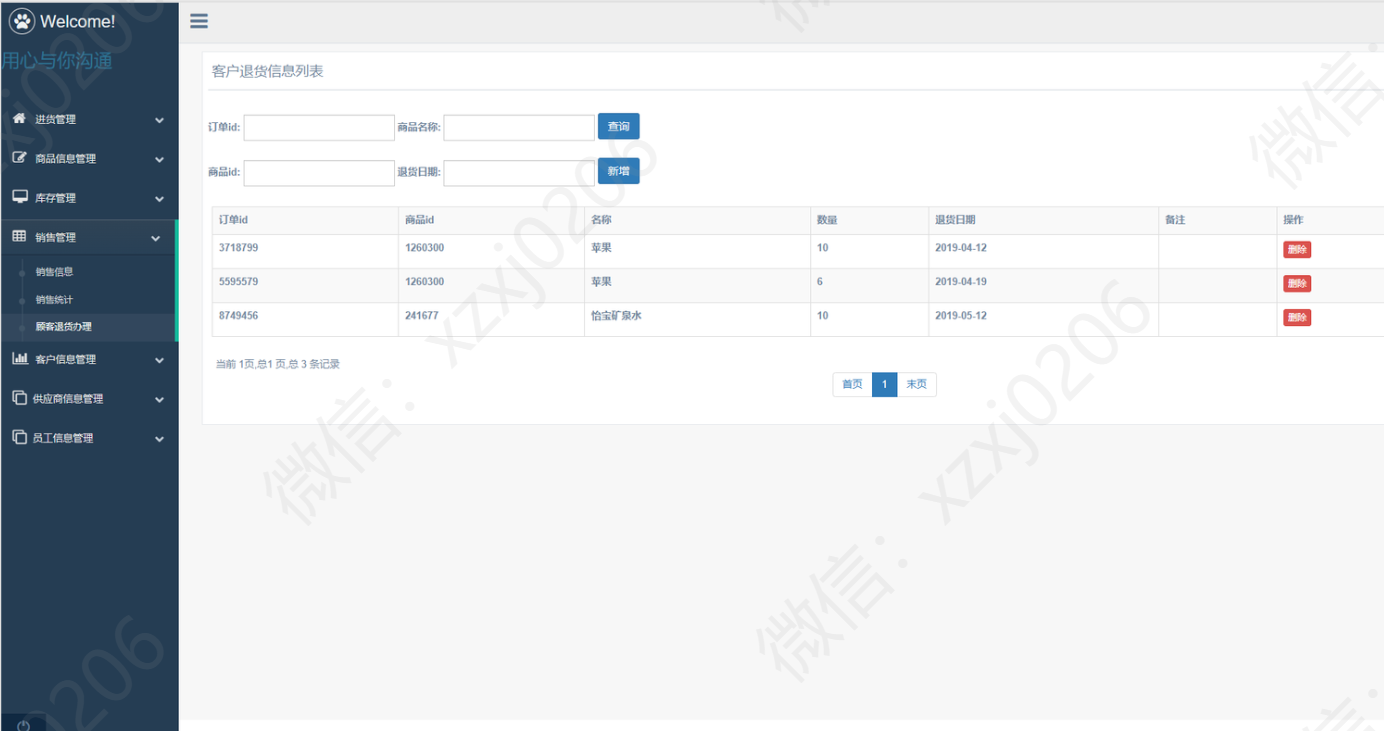 Welcome!
用心与你沟通
进货管理
商品信息管理
库存管理
销售管理
销售信息
销售统计
顾客退货办理
客户信息管理
供应商信息管理
员工信息管理
客户退货信息列表
订单id: 商品名称: 查询
商品id: 退货日期: 新增
订单id 商品id 名称 数量 退货日期 备注 操作
3718799 1260300 苹果 10 2019-04-12 删除
5595579 1260300 苹果 6 2019-04-19 删除
8749456 241677 怡宝矿泉水 10 2019-05-12 删除
当前 1页,总1 页,总 3 条记录
首页 1 末页
微信：xzxj0206
微信：xzxj0206
微信：
0206